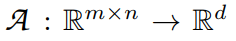 𝓐 : ℝ^{m×n} → ℝ^d